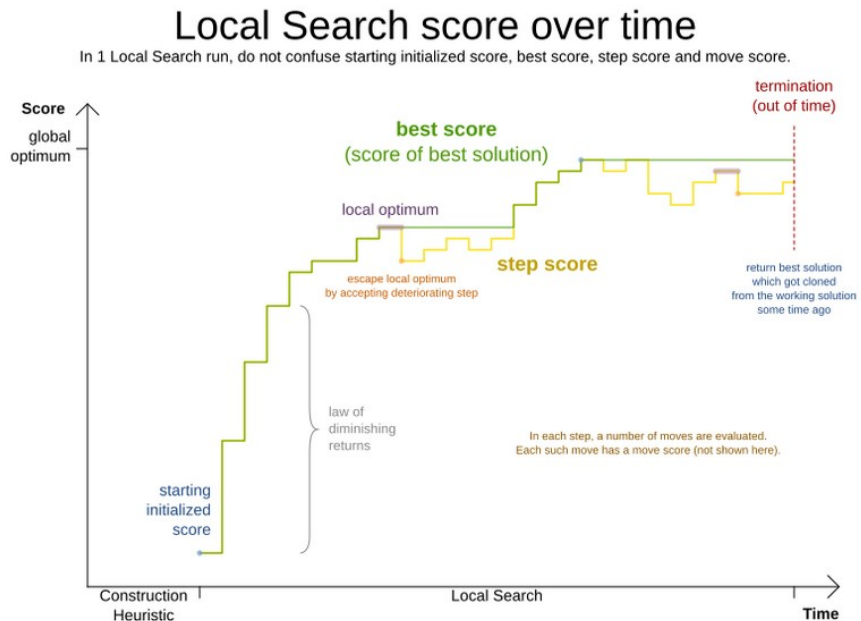 Local Search score over time
In 1 Local Search run, do not confuse starting initialized score, best score, step score and move score.
termination
(out of time)
Score
global
optimum
best score
(score of best solution)
local optimum
step score
escape local optimum
by accepting deteriorating step
return best solution
which got cloned
from the working solution
some time ago
law of
diminishing
returns
In each step, a number of moves are evaluated.
Each such move has a move score (not shown here).
starting
initialized
score
Construction
Heuristic
Local Search
Time